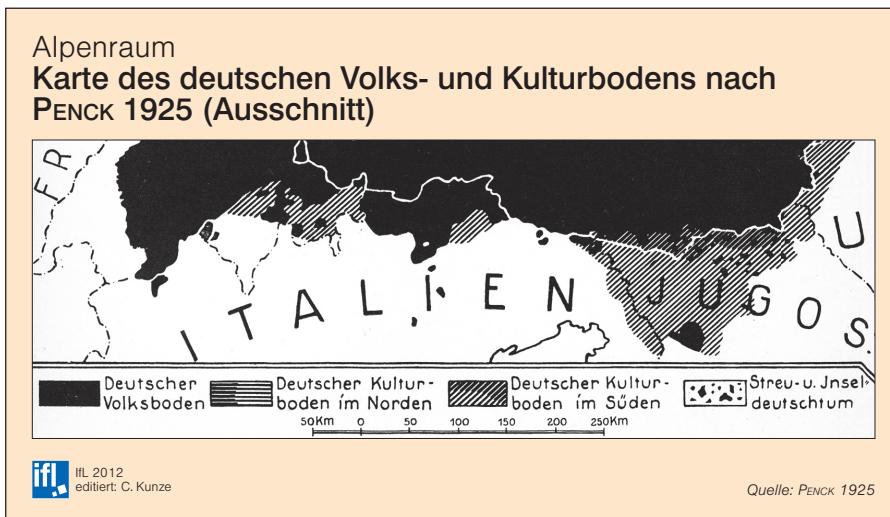 Alpenraum
Karte des deutschen Volks- und Kulturbodens nach
PENCK 1925 (Ausschnitt)
FR
U
ITALIEN
JUGOS.
Deutscher
Volksboden
Deutscher Kultur-
boden im Norden
Deutscher Kultur-
boden im Süden
Streu- u. Insel-
deutschtum
50Km 0 50 100 150 200 250Km
ifl
IfL 2012
editiert: C. Kunze
Quelle: PENCK 1925